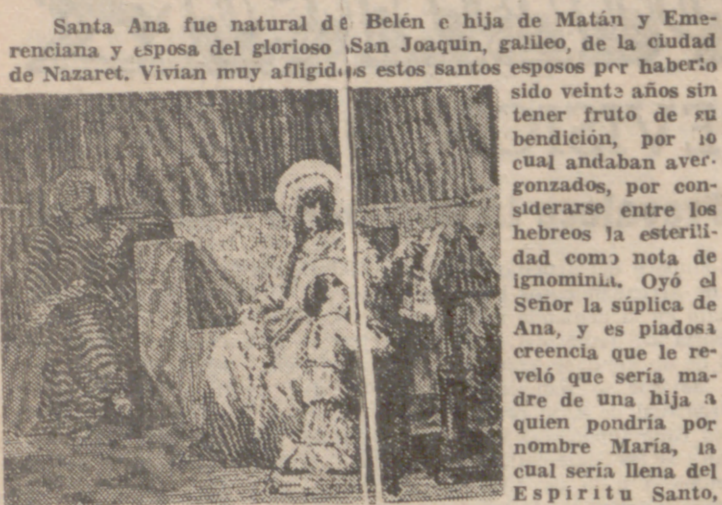 Santa Ana fue natural de Belén e hija de Matán y Eme-
renciana y esposa del glorioso San Joaquín, galileo, de la ciudad
de Nazaret. Vivian muy afligidos estos santos esposos por haberlo
sido veinte años sin
tener fruto de su
bendición, por lo
cual andaban aver-
gonzados, por con-
siderarse entre los
hebreos la esterili-
dad como nota de
ignominia. Oyó el
Señor la súplica de
Ana, y es piadosa
creencia que le re-
veló que sería ma-
dre de una hija a
quien pondría por
nombre María, la
cual sería llena del
Espíritu Santo,